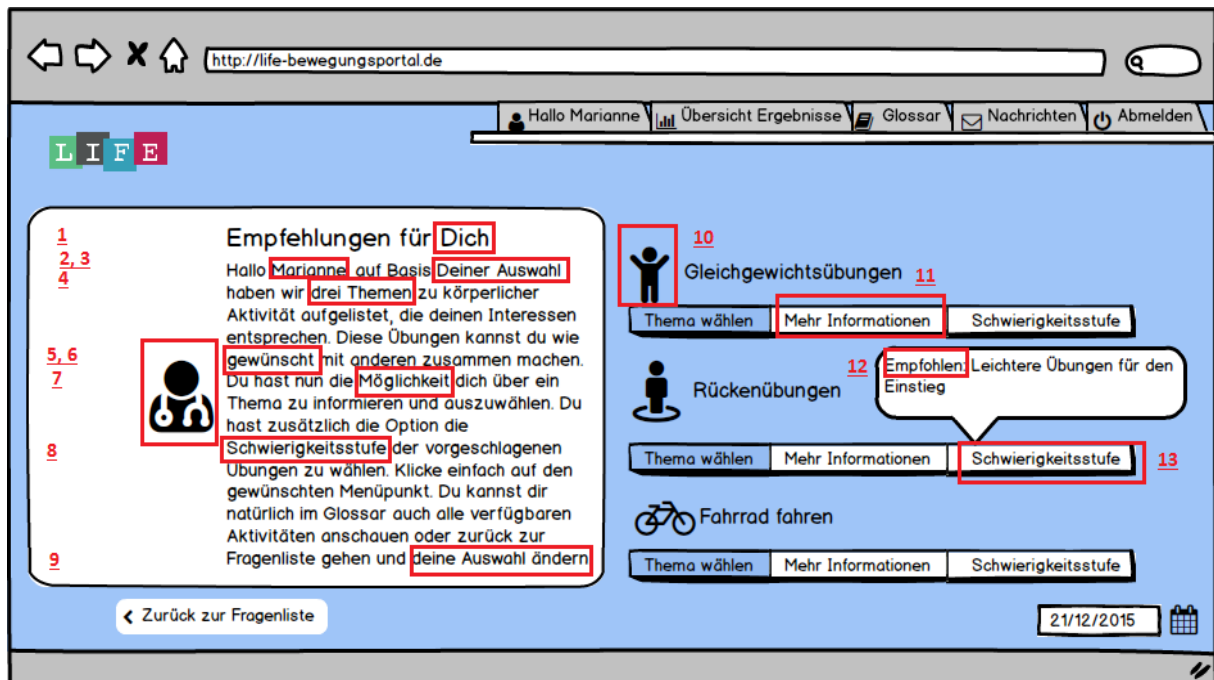 http://life-bewegungsportal.de
Hallo Marianne
Übersicht Ergebnisse
Glossar
Nachrichten
Abmelden
LIFE
1
2, 3
4
5, 6
7
8
9
Empfehlungen für Dich
Hallo Marianne auf Basis Deiner Auswahl
haben wir drei Themen zu körperlicher
Aktivität aufgelistet, die deinen Interessen
entsprechen. Diese Übungen kannst du wie
gewünscht mit anderen zusammen machen.
Du hast nun die Möglichkeit dich über ein
Thema zu informieren und auszuwählen. Du
hast zusätzlich die Option die
Schwierigkeitsstufe der vorgeschlagenen
Übungen zu wählen. Klicke einfach auf den
gewünschten Menüpunkt. Du kannst dir
natürlich im Glossar auch alle verfügbaren
Aktivitäten anschauen oder zurück zur
Fragenliste gehen und deine Auswahl ändern
Zurück zur Fragenliste
10
Gleichgewichtsübungen
11
Thema wählen
Mehr Informationen
Schwierigkeitsstufe
12
Empfohlen: Leichtere Übungen für den
Einstieg
Rückenübungen
Thema wählen
Mehr Informationen
Schwierigkeitsstufe
13
Fahrrad fahren
Thema wählen
Mehr Informationen
Schwierigkeitsstufe
21/12/2015